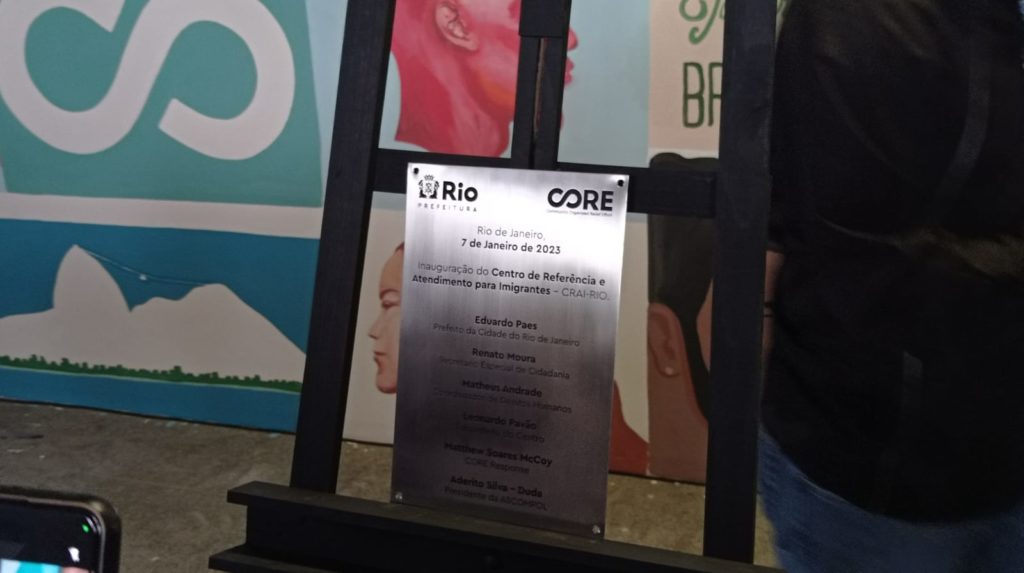 BR
Rio
PREFEITURA
CORE
Rio de Janeiro,
7 de Janeiro de 2023
Inauguração do Centro de Referência e
Atendimento para Imigrantes – CRAI-RIO.
Eduardo Paes
Prefeito da Cidade do Rio de Janeiro
Renato Moura
Secretário Especial de Cidadania
Matheus Andrade
Coordenador de Direitos Humanos
Leonardo Pavão
Matthew Soares McCoy
CORE Response
Aderito Silva – Duda
Presidente da ASCOMPOL